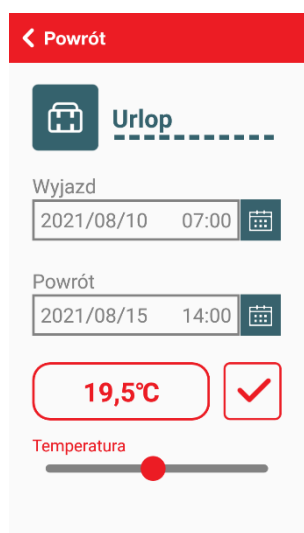 Powrót
Urlop
Wyjazd
2021/08/10 07:00
Powrót
2021/08/15 14:00
19,5°C
Temperatura